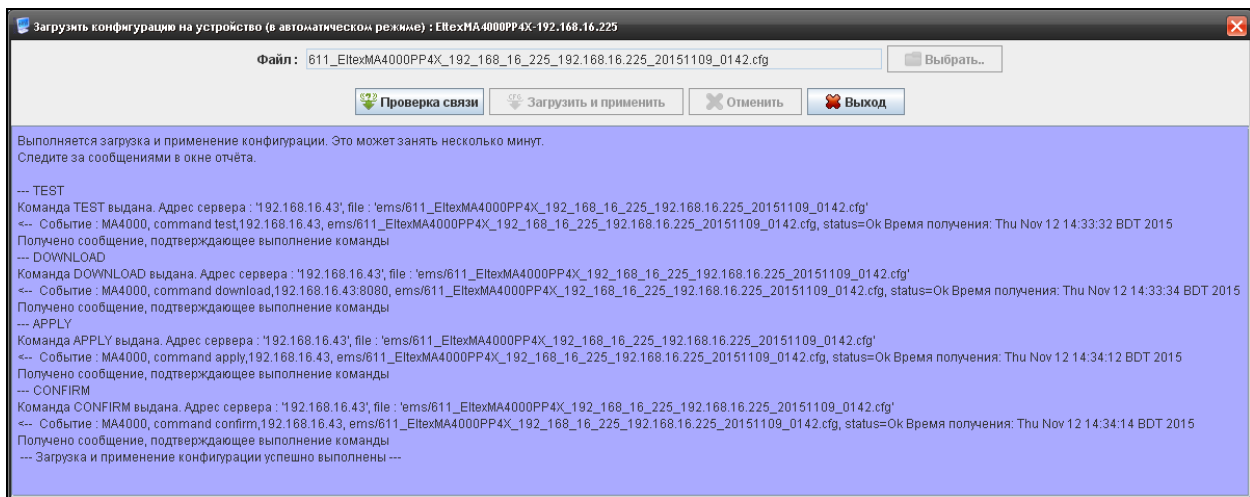 Загрузить конфигурацию на устройство (в автоматическом режиме) : EltexMA4000PP4X-192.168.16.225
Файл : 611_EltexMA4000PP4X_192_168_16_225_192.168.16.225_20151109_0142.cfg Выбрать..
Проверка связи Загрузить и применить Отменить Выход
Выполняется загрузка и применение конфигурации. Это может занять несколько минут.
Следите за сообщениями в окне отчёта.
--- TEST
Команда TEST выдана. Адрес сервера : '192.168.16.43', file : 'ems/611_EltexMA4000PP4X_192_168_16_225_192.168.16.225_20151109_0142.cfg'
<-- Событие : MA4000, command test,192.168.16.43, ems/611_EltexMA4000PP4X_192_168_16_225_192.168.16.225_20151109_0142.cfg, status=Ok Время получения: Thu Nov 12 14:33:32 BDT 2015
Получено сообщение, подтверждающее выполнение команды
--- DOWNLOAD
Команда DOWNLOAD выдана. Адрес сервера : '192.168.16.43', file : 'ems/611_EltexMA4000PP4X_192_168_16_225_192.168.16.225_20151109_0142.cfg'
<-- Событие : MA4000, command download,192.168.16.43:8080, ems/611_EltexMA4000PP4X_192_168_16_225_192.168.16.225_20151109_0142.cfg, status=Ok Время получения: Thu Nov 12 14:33:34 BDT 2015
Получено сообщение, подтверждающее выполнение команды
--- APPLY
Команда APPLY выдана. Адрес сервера : '192.168.16.43', file : 'ems/611_EltexMA4000PP4X_192_168_16_225_192.168.16.225_20151109_0142.cfg'
<-- Событие : MA4000, command apply,192.168.16.43, ems/611_EltexMA4000PP4X_192_168_16_225_192.168.16.225_20151109_0142.cfg, status=Ok Время получения: Thu Nov 12 14:34:12 BDT 2015
Получено сообщение, подтверждающее выполнение команды
--- CONFIRM
Команда CONFIRM выдана. Адрес сервера : '192.168.16.43', file : 'ems/611_EltexMA4000PP4X_192_168_16_225_192.168.16.225_20151109_0142.cfg'
<-- Событие : MA4000, command confirm,192.168.16.43, ems/611_EltexMA4000PP4X_192_168_16_225_192.168.16.225_20151109_0142.cfg, status=Ok Время получения: Thu Nov 12 14:34:14 BDT 2015
Получено сообщение, подтверждающее выполнение команды
--- Загрузка и применение конфигурации успешно выполнены ---